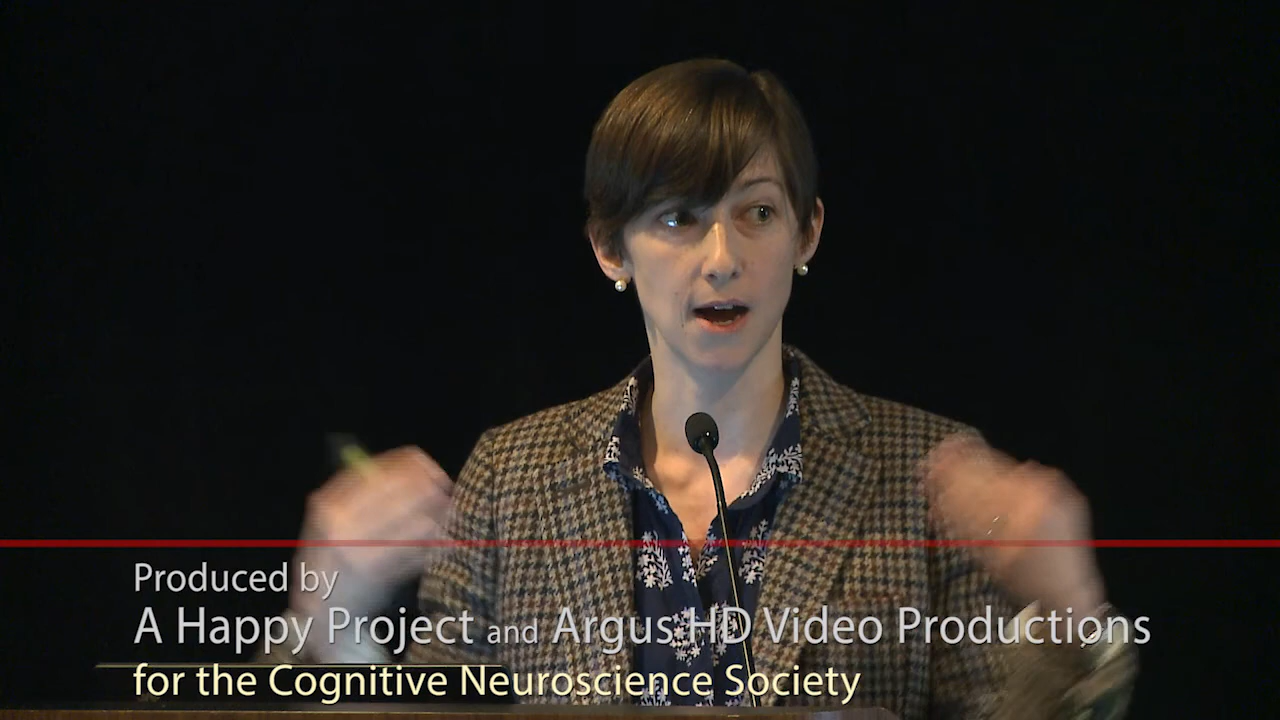 Produced by
A Happy Project and Argus HD Video Productions
for the Cognitive Neuroscience Society